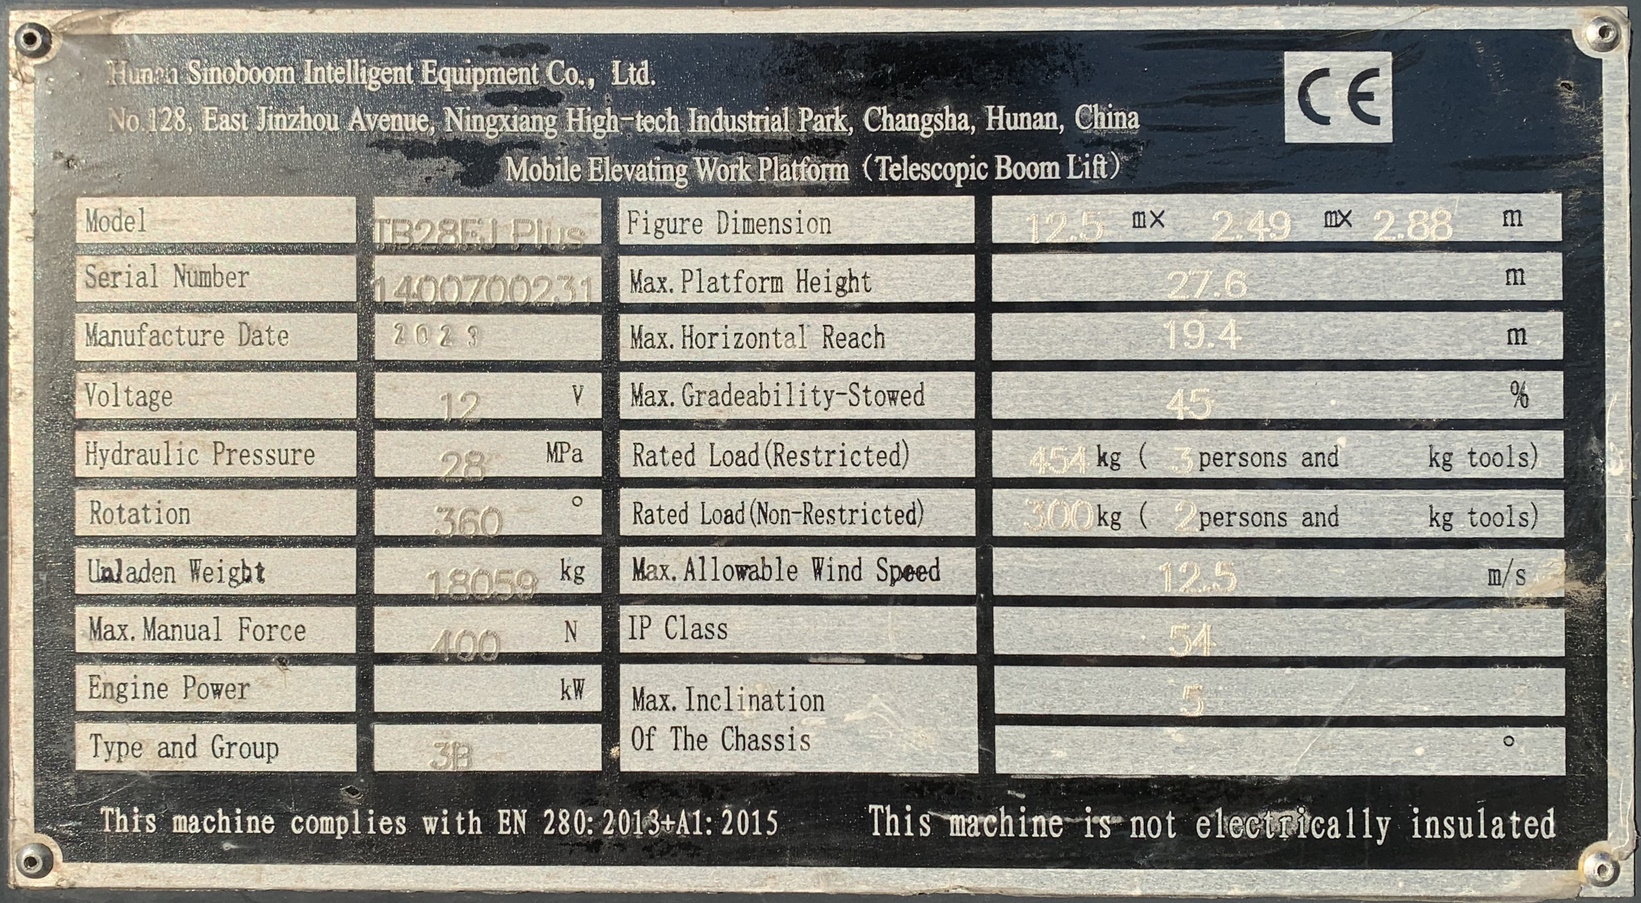 Hunan Sinoboom Intelligent Equipment Co., Ltd.
CE
No.128, East Jinzhou Avenue, Ningxiang High-tech Industrial Park, Changsha, Hunan, China
Mobile Elevating Work Platform (Telescopic Boom Lift)
Model TB28EJ Plus Figure Dimension 12.5 m× 2.49 m× 2.88 m
Serial Number 1400700231 Max. Platform Height 27.6 m
Manufacture Date 2023 Max. Horizontal Reach 19.4 m
Voltage 12 V Max. Gradeability-Stowed 45 %
Hydraulic Pressure 28 MPa Rated Load(Restricted) 454 kg ( 3 persons and kg tools)
Rotation 360 ° Rated Load(Non-Restricted) 300 kg ( 2 persons and kg tools)
Unladen Weight 18059 kg Max. Allowable Wind Speed 12.5 m/s
Max. Manual Force 400 N IP Class 54
Engine Power kW Max. Inclination 5
Type and Group 3B Of The Chassis °
This machine complies with EN 280: 2013+A1: 2015 This machine is not electrically insulated